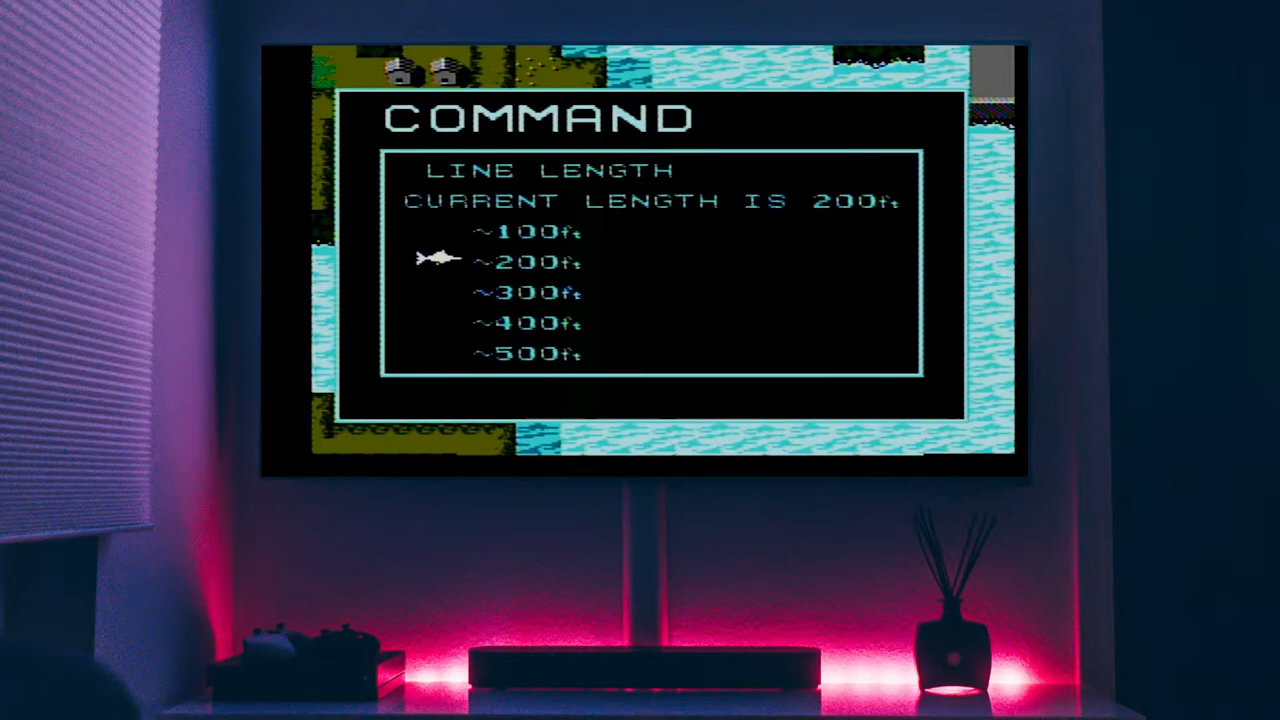 COMMAND
LINE LENGTH
CURRENT LENGTH IS 200ft
~100ft
~200ft
~300ft
~400ft
~500ft